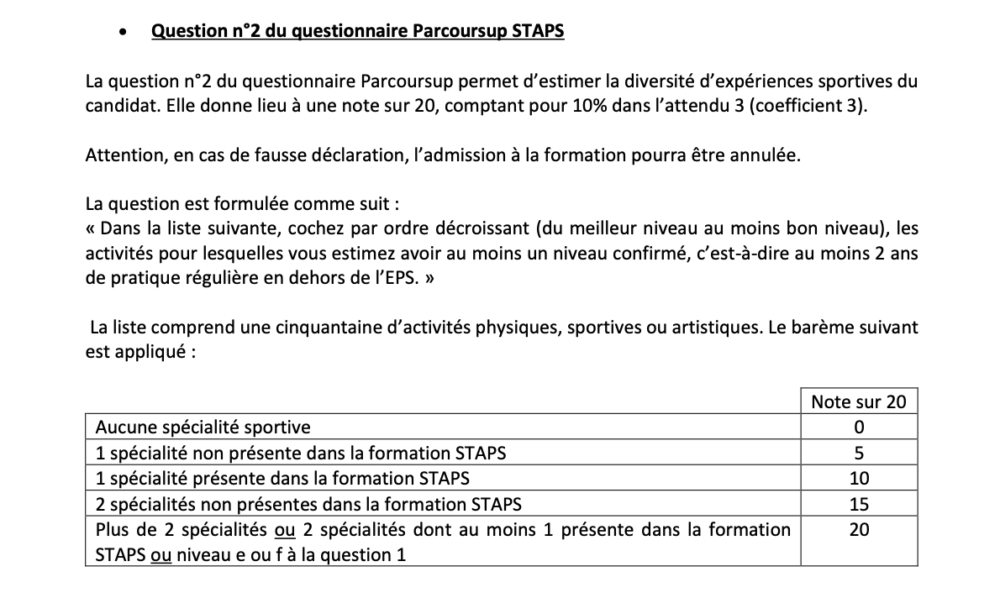 • Question n°2 du questionnaire Parcoursup STAPS
La question n°2 du questionnaire Parcoursup permet d’estimer la diversité d’expériences sportives du
candidat. Elle donne lieu à une note sur 20, comptant pour 10% dans l’attendu 3 (coefficient 3).
Attention, en cas de fausse déclaration, l’admission à la formation pourra être annulée.
La question est formulée comme suit :
« Dans la liste suivante, cochez par ordre décroissant (du meilleur niveau au moins bon niveau), les
activités pour lesquelles vous estimez avoir au moins un niveau confirmé, c’est-à-dire au moins 2 ans
de pratique régulière en dehors de l’EPS. »
La liste comprend une cinquantaine d’activités physiques, sportives ou artistiques. Le barème suivant
est appliqué :
Note sur 20
Aucune spécialité sportive 0
1 spécialité non présente dans la formation STAPS 5
1 spécialité présente dans la formation STAPS 10
2 spécialités non présentes dans la formation STAPS 15
Plus de 2 spécialités ou 2 spécialités dont au moins 1 présente dans la formation 20
STAPS ou niveau e ou f à la question 1